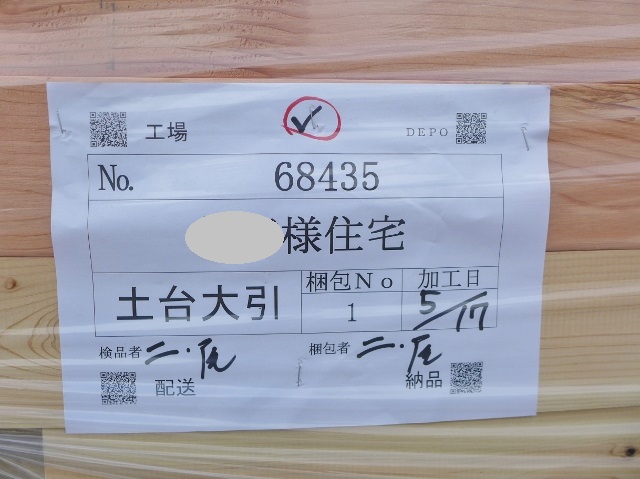 工場 DEPO
No. 68435
様住宅
土台大引
梱包No 加工日
1 5/17
検品者 梱包者
配送 納品